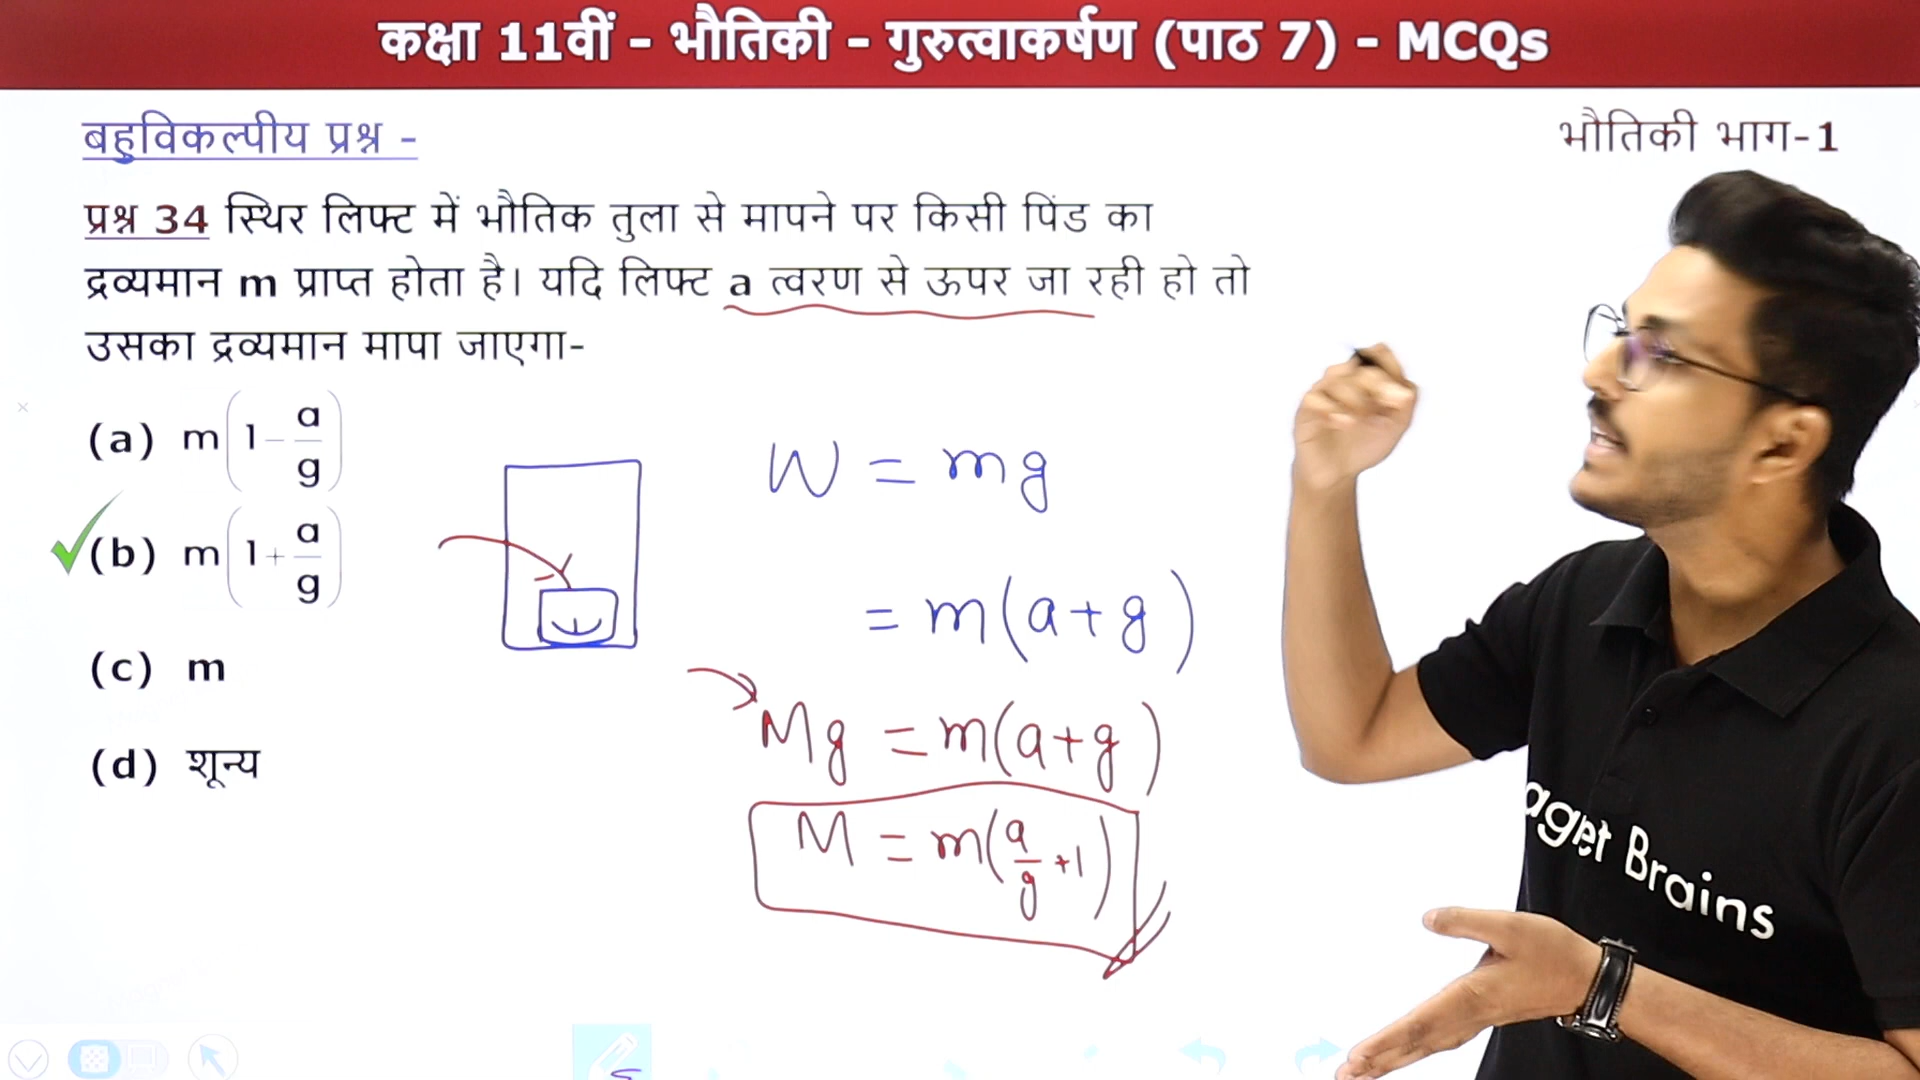 कक्षा 11वीं - भौतिकी - गुरुत्वाकर्षण (पाठ 7) - MCQs
बहुविकल्पीय प्रश्न -
भौतिकी भाग-1
प्रश्न 34 स्थिर लिफ्ट में भौतिक तुला से मापने पर किसी पिंड का
द्रव्यमान m प्राप्त होता है। यदि लिफ्ट a त्वरण से ऊपर जा रही हो तो
उसका द्रव्यमान मापा जाएगा-
(a) m(1-a/g)
(b) m(1+a/g)
(c) m
(d) शून्य
W = mg
= m(a+g)
Mg = m(a+g)
M = m(a/g+1)
aget Brains